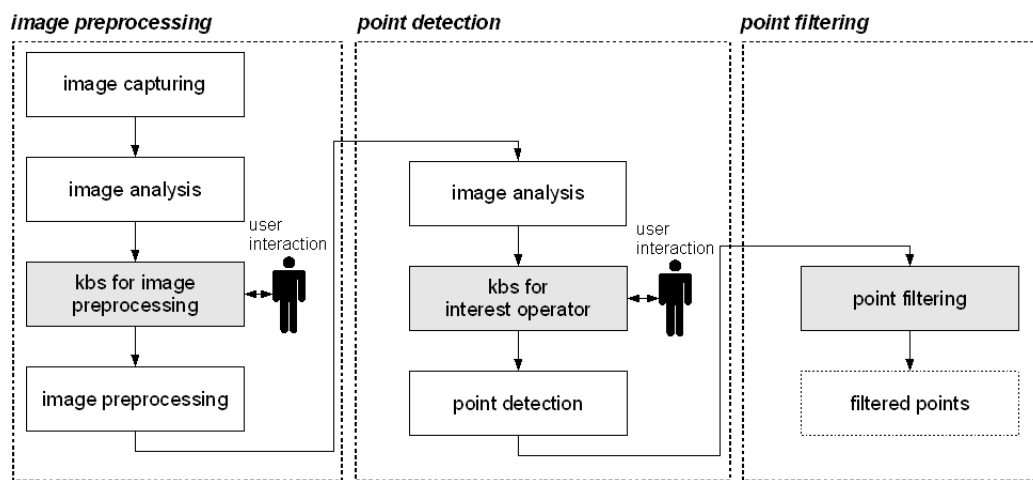 image preprocessing
image capturing
image analysis
user
interaction
kbs for image
preprocessing
image preprocessing
point detection
image analysis
user
interaction
kbs for
interest operator
point detection
point filtering
point filtering
filtered points